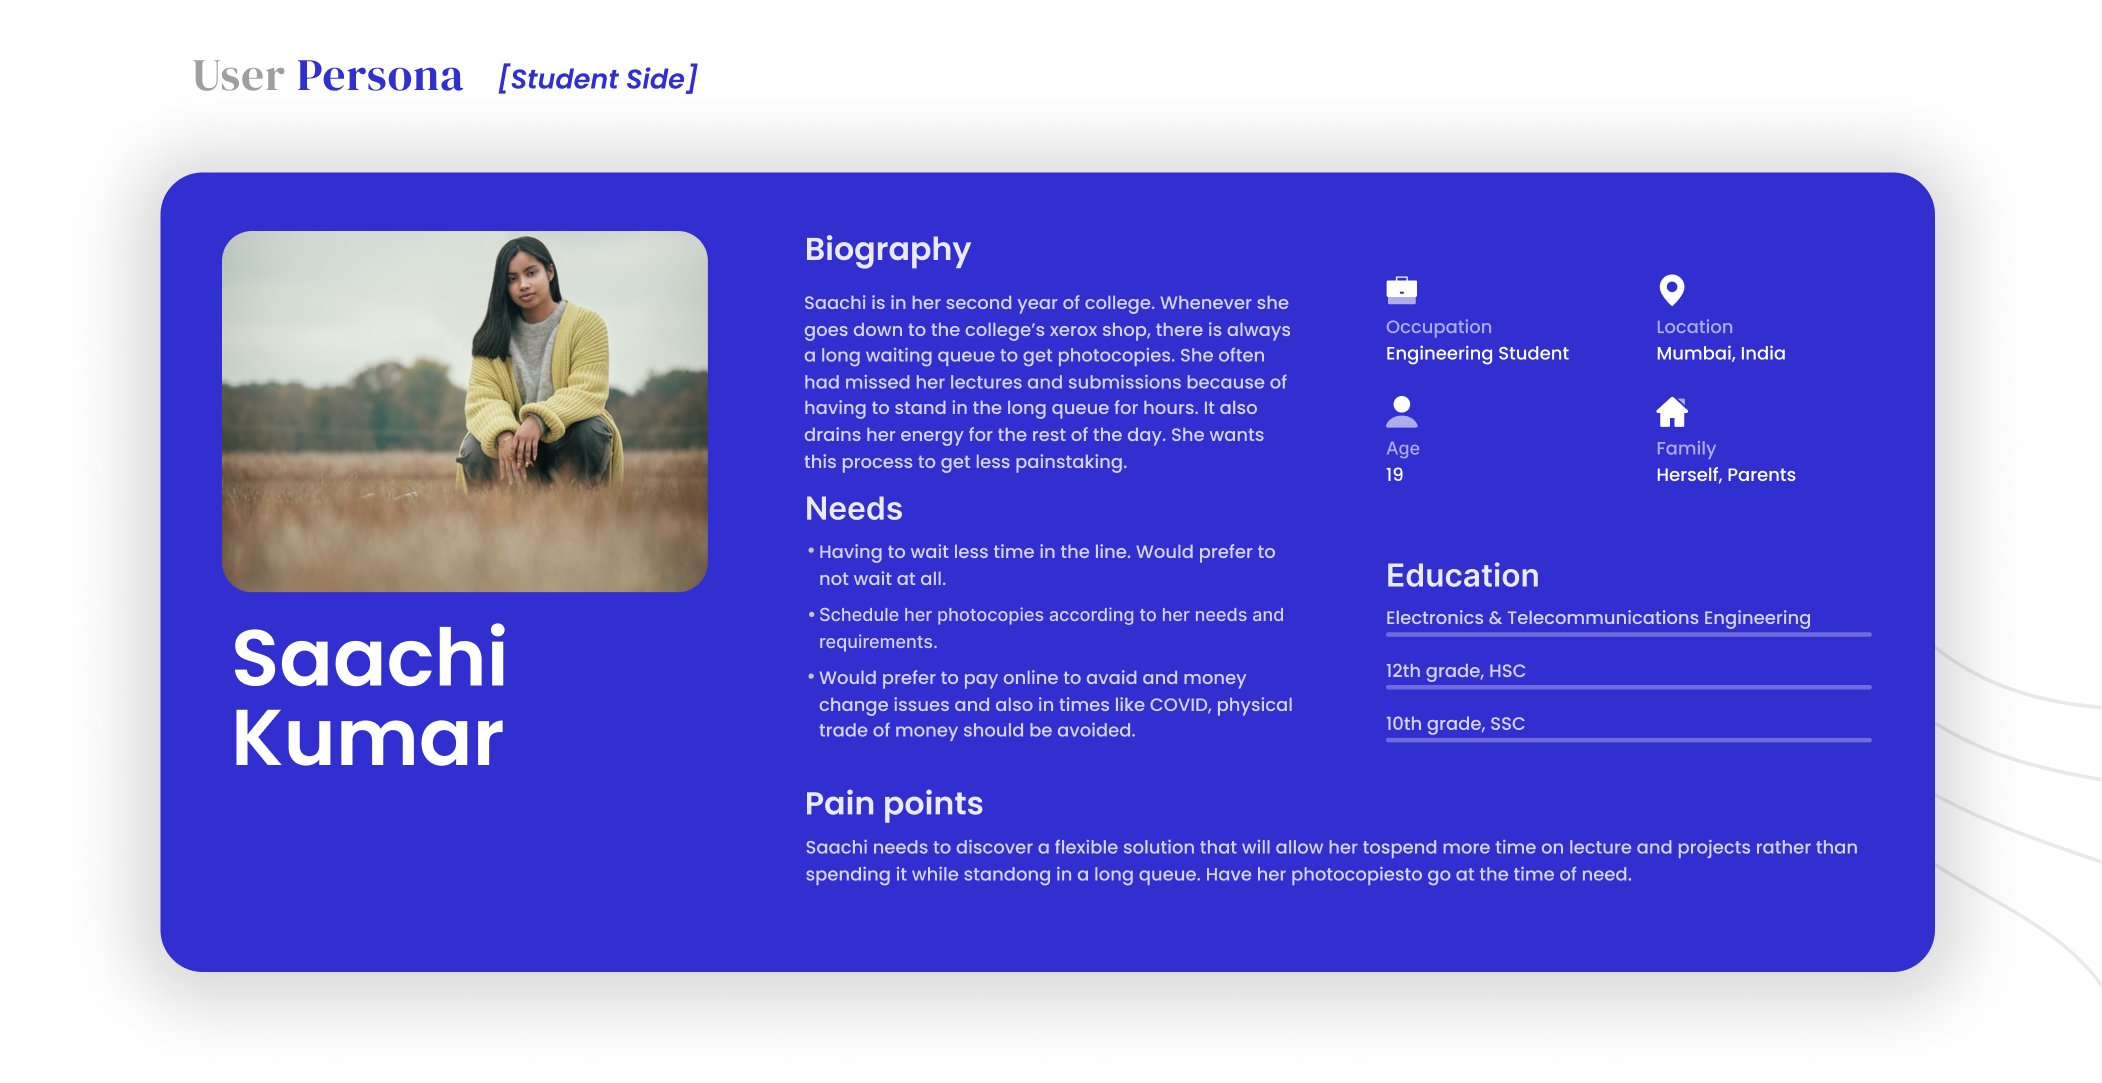 User Persona [Student Side]
Saachi
Kumar
Biography
Saachi is in her second year of college. Whenever she
goes down to the college’s xerox shop, there is always
a long waiting queue to get photocopies. She often
had missed her lectures and submissions because of
having to stand in the long queue for hours. It also
drains her energy for the rest of the day. She wants
this process to get less painstaking.
Needs
• Having to wait less time in the line. Would prefer to
not wait at all.
• Schedule her photocopies according to her needs and
requirements.
• Would prefer to pay online to avaid and money
change issues and also in times like COVID, physical
trade of money should be avoided.
Occupation
Engineering Student
Location
Mumbai, India
Age
19
Family
Herself, Parents
Education
Electronics & Telecommunications Engineering
12th grade, HSC
10th grade, SSC
Pain points
Saachi needs to discover a flexible solution that will allow her tospend more time on lecture and projects rather than
spending it while standong in a long queue. Have her photocopiesto go at the time of need.